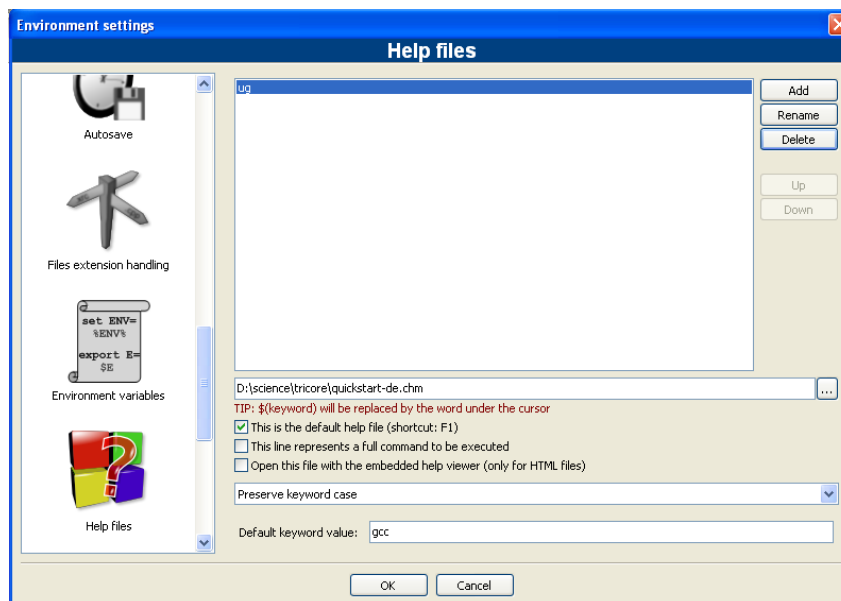 Environment settings
Help files
Autosave
Files extension handling
set ENV=
%ENV%
export E=
$E
Environment variables
Help files
ug
Add
Rename
Delete
Up
Down
D:\science\tricore\quickstart-de.chm
...
TIP: $(keyword) will be replaced by the word under the cursor
This is the default help file (shortcut: F1)
This line represents a full command to be executed
Open this file with the embedded help viewer (only for HTML files)
Preserve keyword case
Default keyword value: gcc
OK Cancel